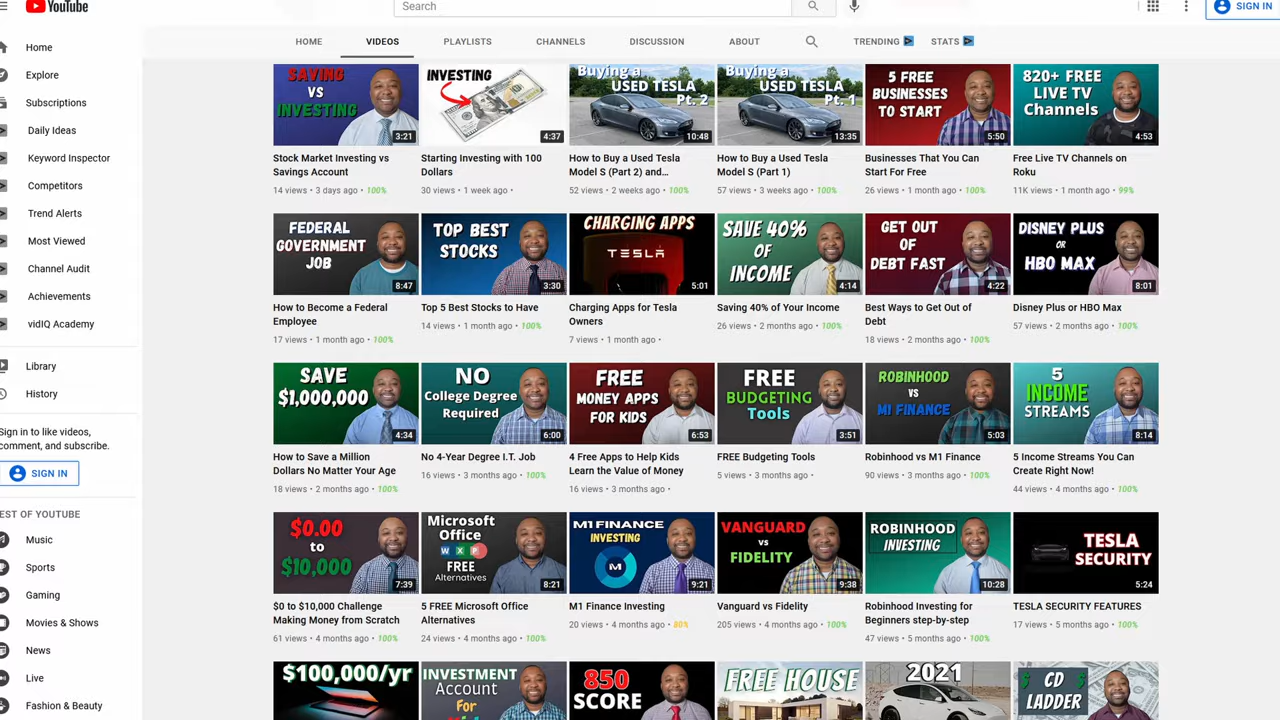 YouTube
Search
SIGN IN
HOME
VIDEOS
PLAYLISTS
CHANNELS
DISCUSSION
ABOUT
TRENDING
STATS
Home
Explore
Subscriptions
Daily Ideas
Keyword Inspector
Competitors
Trend Alerts
Most Viewed
Channel Audit
Achievements
vidIQ Academy
Library
History
Sign in to like videos,
comment, and subscribe.
SIGN IN
EST OF YOUTUBE
Music
Sports
Gaming
Movies & Shows
News
Live
Fashion & Beauty
SAVING
VS
INVESTING
3:21
Stock Market Investing vs
Savings Account
14 views • 3 days ago • 100%
INVESTING
4:37
Starting Investing with 100
Dollars
30 views • 1 week ago •
Buying a
USED TESLA
Pt. 2
10:48
How to Buy a Used Tesla
Model S (Part 2) and…
52 views • 2 weeks ago • 100%
Buying a
USED TESLA
Pt. 1
13:35
How to Buy a Used Tesla
Model S (Part 1)
57 views • 3 weeks ago • 100%
5 FREE
BUSINESSES
TO START
5:50
Businesses That You Can
Start For Free
26 views • 1 month ago • 100%
820+ FREE
LIVE TV
Channels
4:53
Free Live TV Channels on
Roku
11K views • 1 month ago • 99%
FEDERAL
GOVERNMENT
JOB
8:47
How to Become a Federal
Employee
17 views • 1 month ago • 100%
TOP BEST
STOCKS
3:30
Top 5 Best Stocks to Have
14 views • 1 month ago • 100%
CHARGING APPS
TESLA
5:01
Charging Apps for Tesla
Owners
7 views • 1 month ago •
SAVE 40%
OF
INCOME
4:14
Saving 40% of Your Income
26 views • 2 months ago • 100%
GET OUT
OF
DEBT FAST
4:22
Best Ways to Get Out of
Debt
18 views • 2 months ago • 100%
DISNEY PLUS
OR
HBO MAX
8:01
Disney Plus or HBO Max
57 views • 2 months ago • 100%
SAVE
$1,000,000
4:34
How to Save a Million
Dollars No Matter Your Age
18 views • 2 months ago • 100%
NO
College Degree
Required
6:00
No 4-Year Degree I.T. Job
16 views • 3 months ago • 100%
FREE
MONEY APPS
FOR KIDS
6:53
4 Free Apps to Help Kids
Learn the Value of Money
16 views • 3 months ago •
FREE
BUDGETING
Tools
3:51
FREE Budgeting Tools
5 views • 3 months ago •
ROBINHOOD
VS
M1 FINANCE
5:03
Robinhood vs M1 Finance
90 views • 3 months ago • 100%
5
INCOME
STREAMS
8:14
5 Income Streams You Can
Create Right Now!
44 views • 4 months ago • 100%
$0.00
to
$10,000
7:39
$0 to $10,000 Challenge
Making Money from Scratch
61 views • 4 months ago • 100%
Microsoft
Office
W X P
FREE
Alternatives
8:21
5 FREE Microsoft Office
Alternatives
24 views • 4 months ago • 100%
M1 FINANCE
INVESTING
M
9:21
M1 Finance Investing
20 views • 4 months ago • 80%
VANGUARD
VS
FIDELITY
9:38
Vanguard vs Fidelity
205 views • 4 months ago • 100%
ROBINHOOD
INVESTING
10:28
Robinhood Investing for
Beginners step-by-step
47 views • 5 months ago • 100%
TESLA
SECURITY
5:24
TESLA SECURITY FEATURES
17 views • 5 months ago • 100%
$100,000/yr
INVESTMENT
Account
For
850
SCORE
FREE HOUSE
2021
CD
LADDER